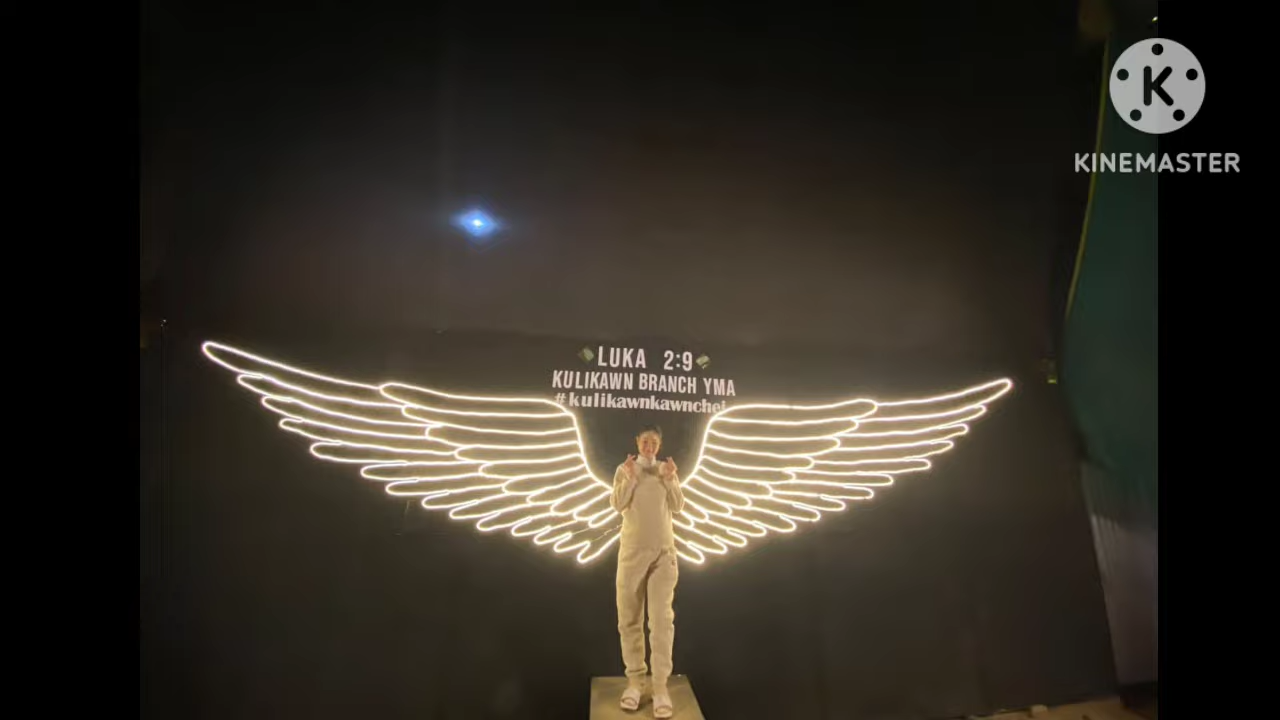 LUKA 2:9
KULIKAWN BRANCH YMA
#kulikawnkawnchei
K
KINEMASTER